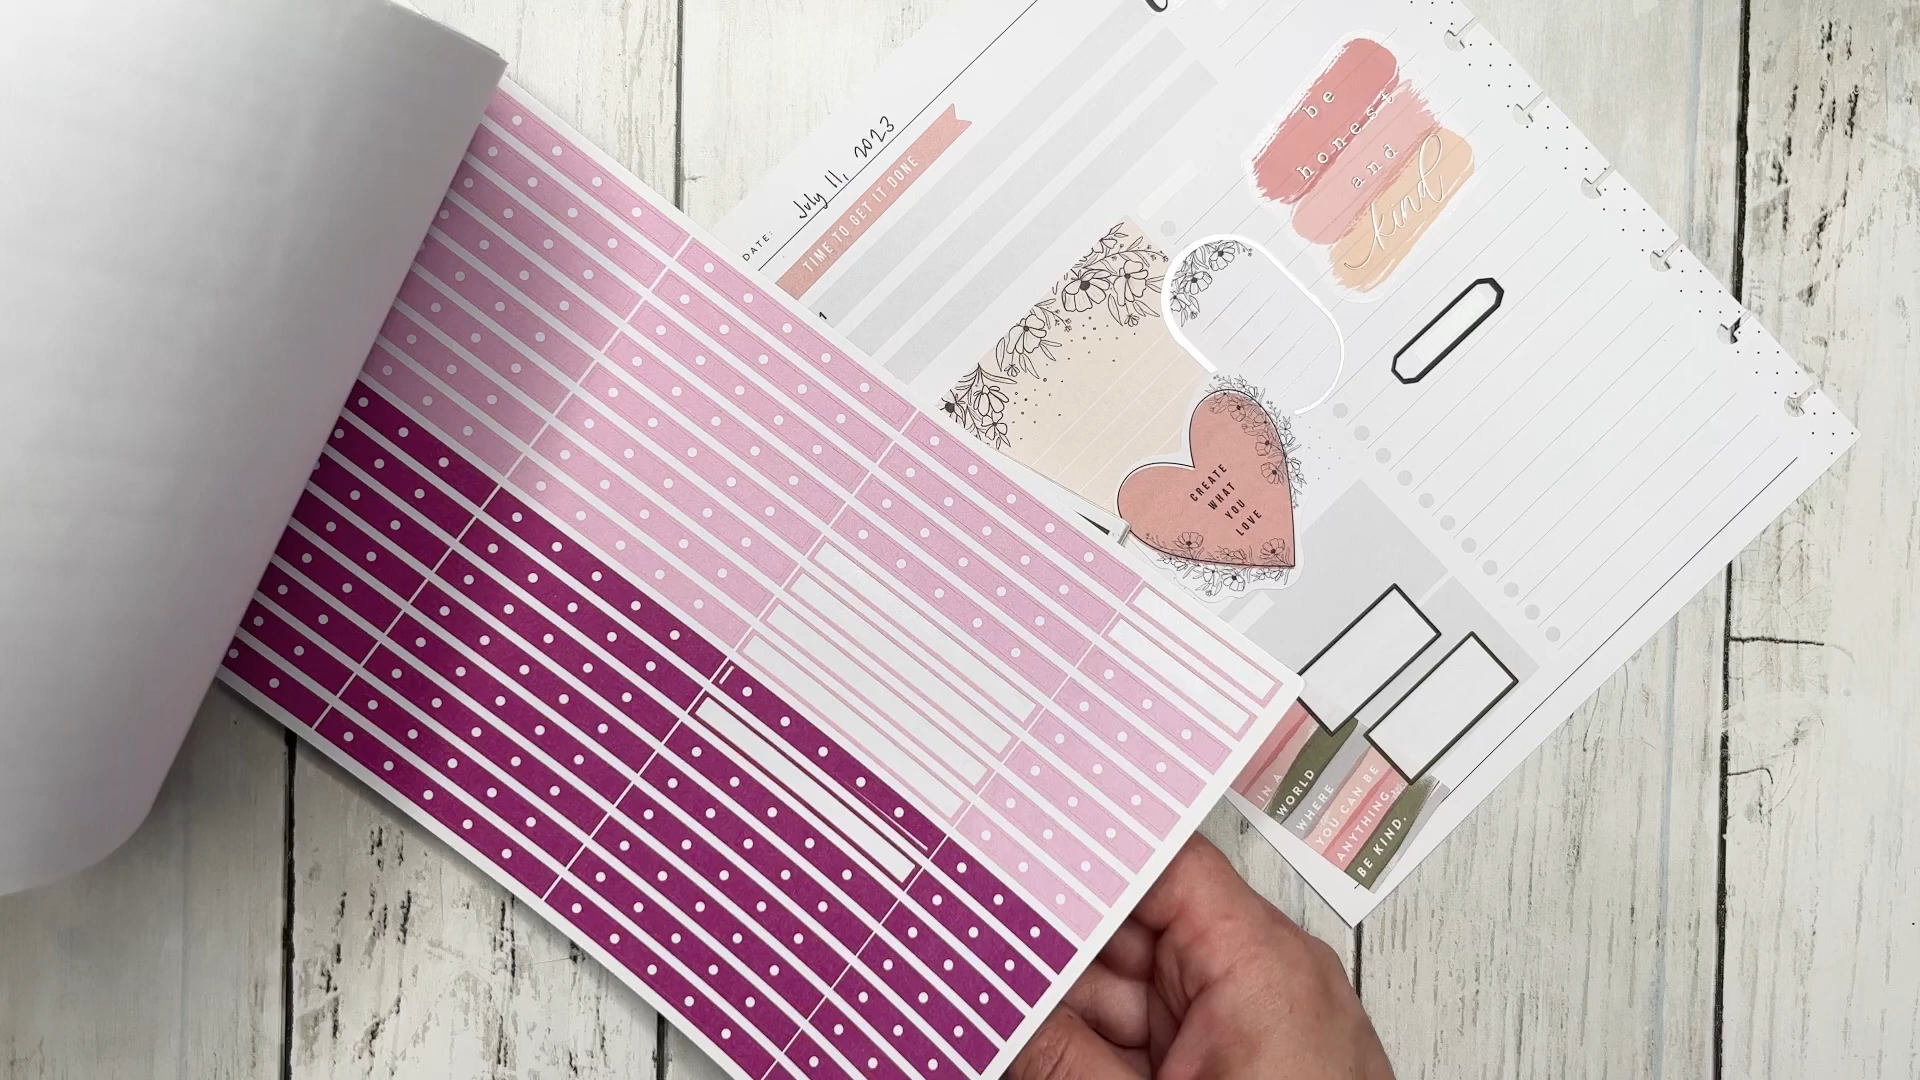 DATE: July 11, 2023
TIME TO GET IT DONE
1
be
honest
and
kind
CREATE
WHAT
YOU
LOVE
IN A
WORLD
WHERE
YOU CAN BE
ANYTHING,
BE KIND.